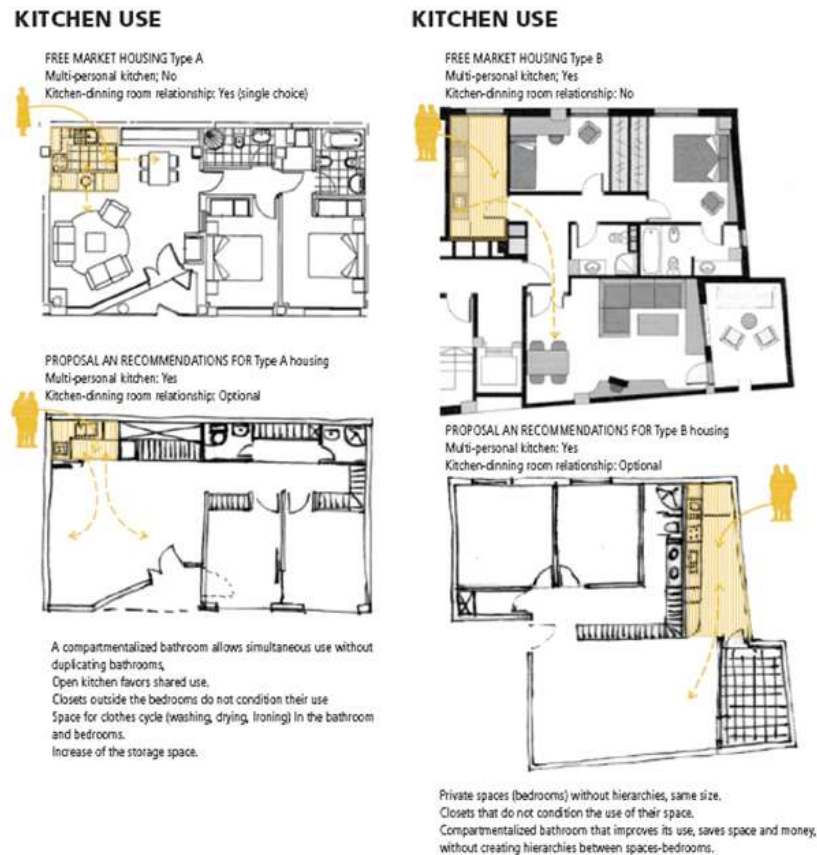 KITCHEN USE
FREE MARKET HOUSING Type A
Multi-personal kitchen; No
Kitchen-dinning room relationship: Yes (single choice)
PROPOSAL AN RECOMMENDATIONS FOR Type A housing
Multi-personal kitchen: Yes
Kitchen-dinning room relationship: Optional
A compartmentalized bathroom allows simultaneous use without
duplicating bathrooms,
Open kitchen favors shared use.
Closets outside the bedrooms do not condition their use
Space for clothes cycle (washing, drying, Ironing) In the bathroom
and bedrooms.
Increase of the storage space.
KITCHEN USE
FREE MARKET HOUSING Type B
Multi-personal kitchen; Yes
Kitchen-dinning room relationship: No
PROPOSAL AN RECOMMENDATIONS FOR Type B housing
Multi-personal kitchen: Yes
Kitchen-dinning room relationship: Optional
Private spaces (bedrooms) without hierarchies, same size.
Closets that do not condition the use of their space.
Compartmentalized bathroom that improves its use, saves space and money,
without creating hierarchies between spaces-bedrooms.